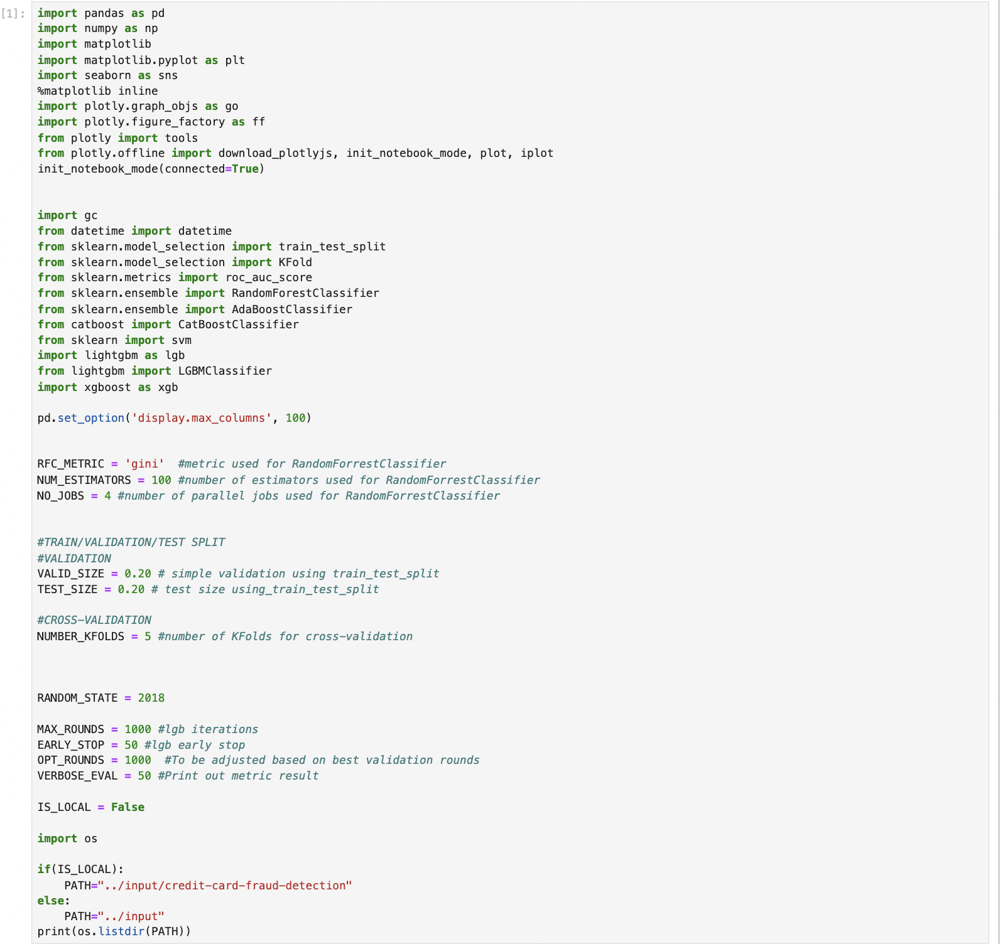 [1]:
import pandas as pd
import numpy as np
import matplotlib
import matplotlib.pyplot as plt
import seaborn as sns
%matplotlib inline
import plotly.graph_objs as go
import plotly.figure_factory as ff
from plotly import tools
from plotly.offline import download_plotlyjs, init_notebook_mode, plot, iplot
init_notebook_mode(connected=True)
import gc
from datetime import datetime
from sklearn.model_selection import train_test_split
from sklearn.model_selection import KFold
from sklearn.metrics import roc_auc_score
from sklearn.ensemble import RandomForestClassifier
from sklearn.ensemble import AdaBoostClassifier
from catboost import CatBoostClassifier
from sklearn import svm
import lightgbm as lgb
from lightgbm import LGBMClassifier
import xgboost as xgb
pd.set_option('display.max_columns', 100)
RFC_METRIC = 'gini'  #metric used for RandomForrestClassifier
NUM_ESTIMATORS = 100 #number of estimators used for RandomForrestClassifier
NO_JOBS = 4 #number of parallel jobs used for RandomForrestClassifier
#TRAIN/VALIDATION/TEST SPLIT
#VALIDATION
VALID_SIZE = 0.20 # simple validation using train_test_split
TEST_SIZE = 0.20 # test size using_train_test_split
#CROSS-VALIDATION
NUMBER_KFOLDS = 5 #number of KFolds for cross-validation
RANDOM_STATE = 2018
MAX_ROUNDS = 1000 #lgb iterations
EARLY_STOP = 50 #lgb early stop
OPT_ROUNDS = 1000  #To be adjusted based on best validation rounds
VERBOSE_EVAL = 50 #Print out metric result
IS_LOCAL = False
import os
if(IS_LOCAL):
    PATH="../input/credit-card-fraud-detection"
else:
    PATH="../input"
print(os.listdir(PATH))